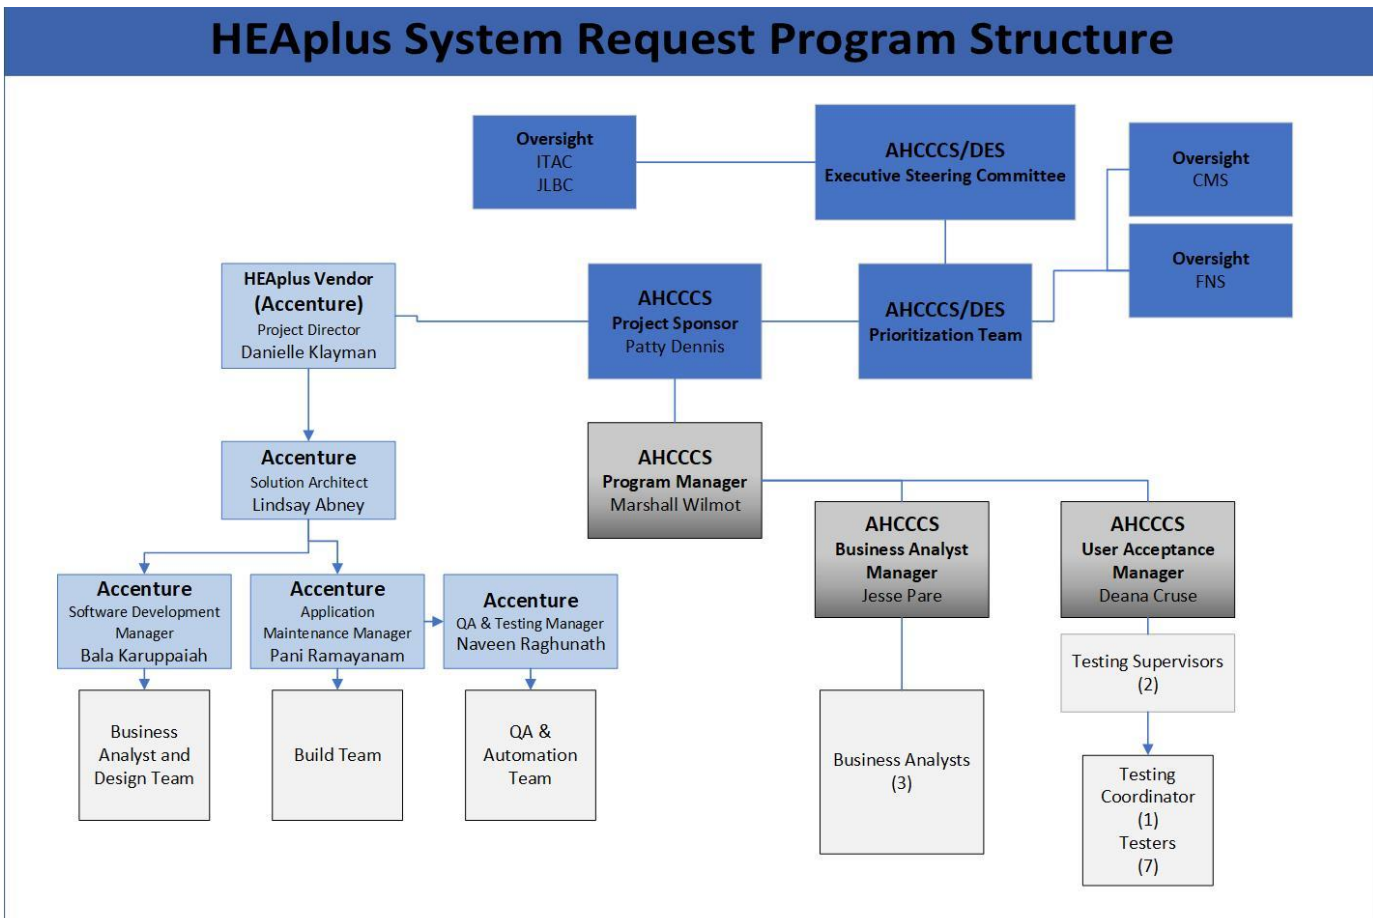 HEAplus System Request Program Structure
Oversight
ITAC
JLBC
AHCCCS/DES
Executive Steering Committee
Oversight
CMS
Oversight
FNS
HEAplus Vendor
(Accenture)
Project Director
Danielle Klayman
AHCCCS
Project Sponsor
Patty Dennis
AHCCCS/DES
Prioritization Team
Accenture
Solution Architect
Lindsay Abney
AHCCCS
Program Manager
Marshall Wilmot
AHCCCS
Business Analyst
Manager
Jesse Pare
AHCCCS
User Acceptance
Manager
Deana Cruse
Accenture
Software Development
Manager
Bala Karuppaiah
Accenture
Application
Maintenance Manager
Pani Ramayanam
Accenture
QA & Testing Manager
Naveen Raghunath
Testing Supervisors
(2)
Business
Analyst and
Design Team
Build Team
QA &
Automation
Team
Business Analysts
(3)
Testing
Coordinator
(1)
Testers
(7)